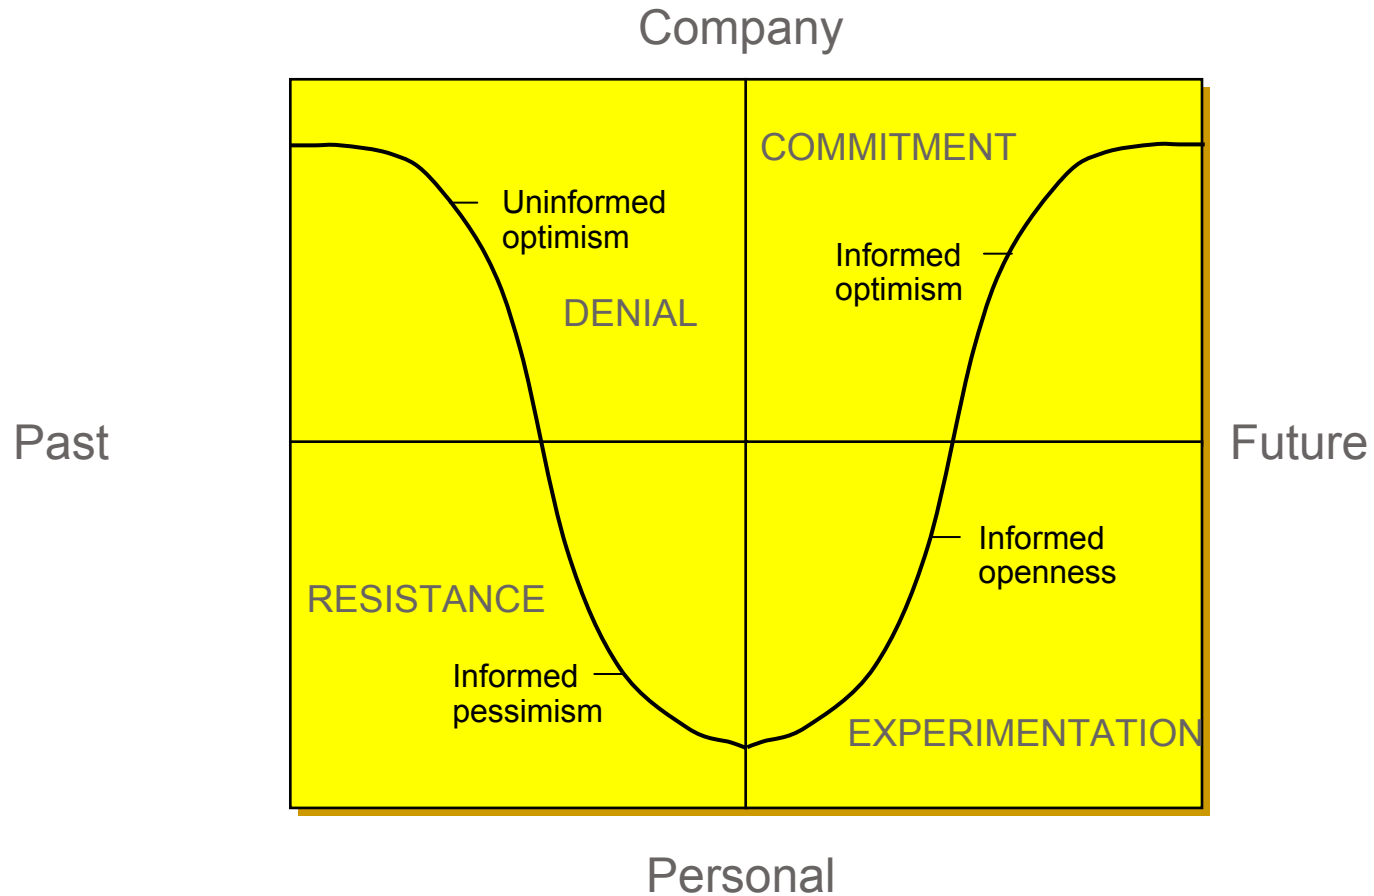 Company
COMMITMENT
Uninformed
optimism
Informed
optimism
DENIAL
Past
Future
Informed
openness
RESISTANCE
Informed
pessimism
EXPERIMENTATION
Personal